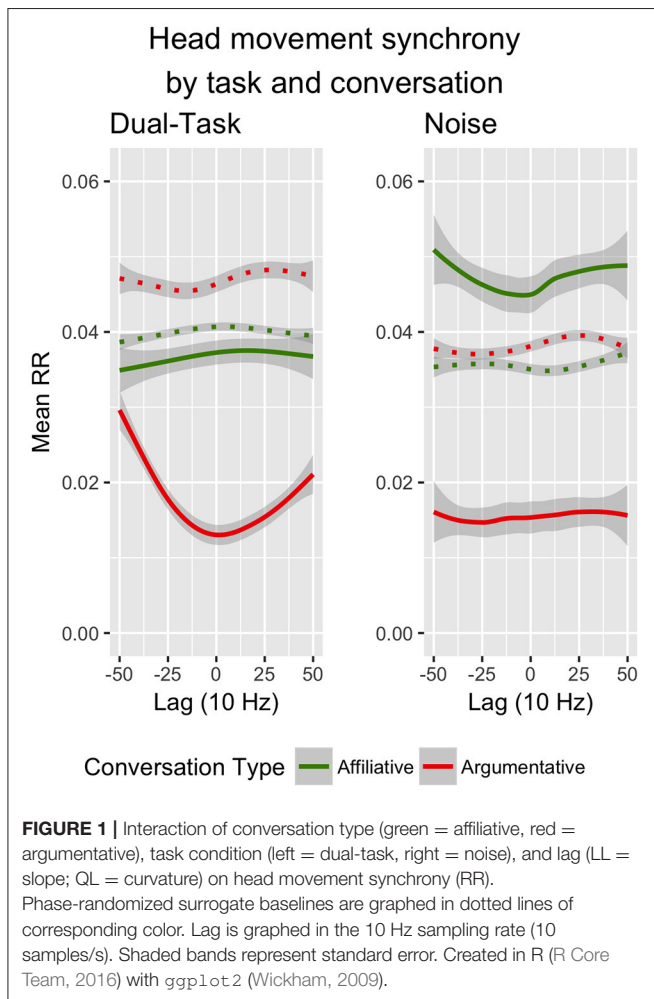 Head movement synchrony
by task and conversation
Dual-Task
Noise
Mean RR
0.06
0.04
0.02
0.00
0.06
0.04
0.02
0.00
-50 -25 0 25 50
-50 -25 0 25 50
Lag (10 Hz)
Lag (10 Hz)
Conversation Type Affiliative Argumentative
FIGURE 1 | Interaction of conversation type (green = affiliative, red =
argumentative), task condition (left = dual-task, right = noise), and lag (LL =
slope; QL = curvature) on head movement synchrony (RR).
Phase-randomized surrogate baselines are graphed in dotted lines of
corresponding color. Lag is graphed in the 10 Hz sampling rate (10
samples/s). Shaded bands represent standard error. Created in R (R Core
Team, 2016) with ggplot2 (Wickham, 2009).